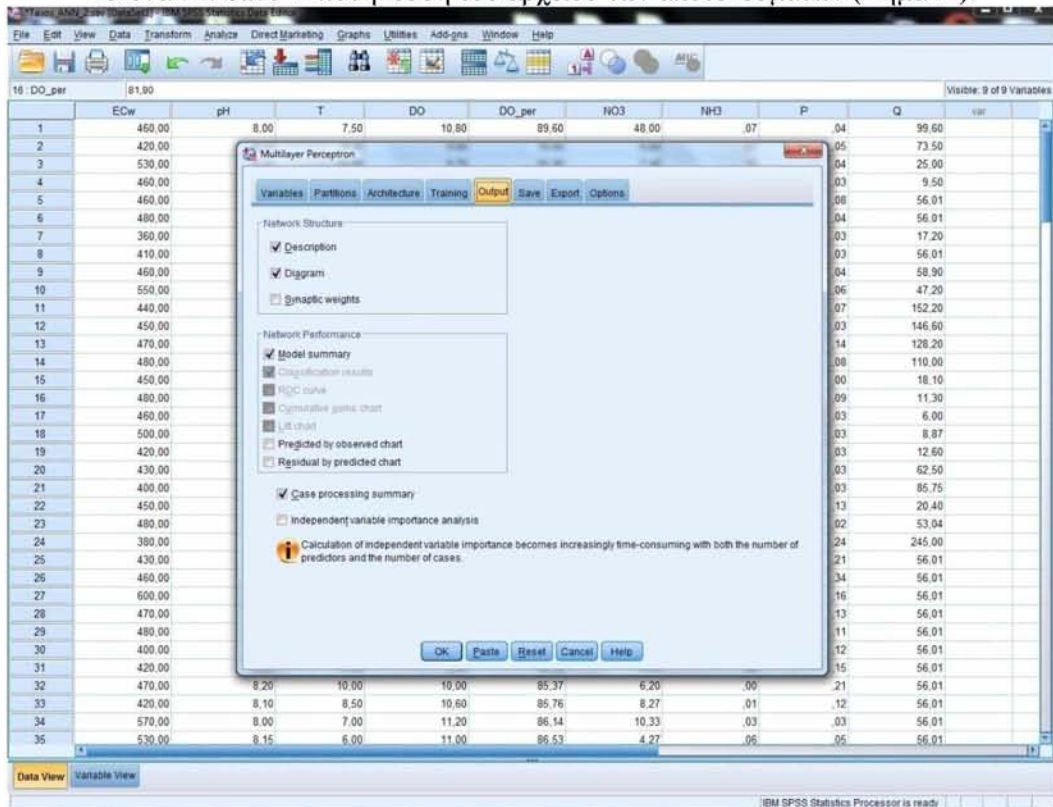 *Taxos_ANN_2.sav [DataSet1] - IBM SPSS Statistics Data Editor
File Edit View Data Transform Analyze Direct Marketing Graphs Utilities Add-ons Window Help
16 : DO_per 81,90 Visible: 9 of 9 Variables
ECw pH T DO DO_per NO3 NH3 P Q var
1 460,00 8,00 7,50 10,80 89,60 48,00 ,07 ,04 99,60
2 420,00 ,05 73,50
3 530,00 ,04 25,00
4 460,00 ,03 9,50
5 460,00 ,08 56,01
6 480,00 ,04 56,01
7 360,00 ,03 17,20
8 410,00 ,03 56,01
9 460,00 ,04 58,90
10 550,00 ,06 47,20
11 440,00 ,07 152,20
12 450,00 ,03 146,60
13 470,00 ,14 128,20
14 480,00 ,08 110,00
15 450,00 ,00 18,10
16 480,00 ,09 11,30
17 460,00 ,03 6,00
18 500,00 ,03 8,87
19 420,00 ,03 12,60
20 430,00 ,03 62,50
21 400,00 ,03 85,75
22 450,00 ,13 20,40
23 480,00 ,02 53,04
24 380,00 ,24 245,00
25 430,00 ,21 56,01
26 460,00 ,34 56,01
27 600,00 ,16 56,01
28 470,00 ,13 56,01
29 480,00 ,11 56,01
30 400,00 ,12 56,01
31 420,00 ,15 56,01
32 470,00 8,20 10,00 10,00 85,37 6,20 ,00 ,21 56,01
33 420,00 8,10 8,50 10,60 85,76 8,27 ,01 ,12 56,01
34 570,00 8,00 7,00 11,20 86,14 10,33 ,03 ,03 56,01
35 530,00 8,15 6,00 11,00 86,53 4,27 ,06 ,05 56,01
Multilayer Perceptron
Variables Partitions Architecture Training Output Save Export Options
Network Structure
Description
Diagram
Synaptic weights
Network Performance
Model summary
Classification results
ROC curve
Cumulative gains chart
Lift chart
Predicted by observed chart
Residual by predicted chart
Case processing summary
Independent variable importance analysis
Calculation of independent variable importance becomes increasingly time-consuming with both the number of
predictors and the number of cases.
OK Paste Reset Cancel Help
Data View Variable View
IBM SPSS Statistics Processor is ready